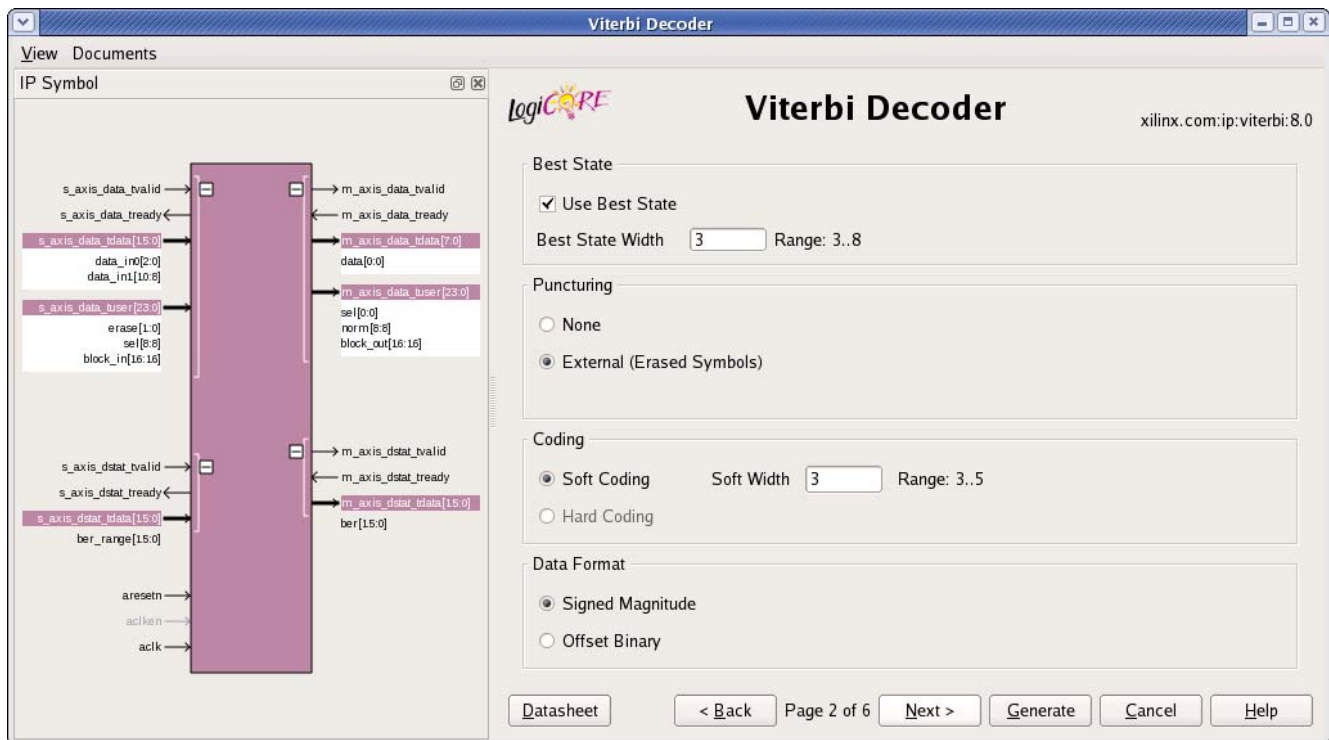 Viterbi Decoder
View Documents
IP Symbol
s_axis_data_tvalid
s_axis_data_tready
s_axis_data_tdata[15:0]
data_in0[2:0]
data_in1[10:8]
s_axis_data_tuser[23:0]
erase[1:0]
sel[8:8]
block_in[16:16]
s_axis_dstat_tvalid
s_axis_dstat_tready
s_axis_dstat_tdata[15:0]
ber_range[15:0]
aresetn
aclken
aclk
m_axis_data_tvalid
m_axis_data_tready
m_axis_data_tdata[7:0]
data[0:0]
m_axis_data_tuser[23:0]
sel[0:0]
norm[8:8]
block_out[16:16]
m_axis_dstat_tvalid
m_axis_dstat_tready
m_axis_dstat_tdata[15:0]
ber[15:0]
LogiCORE
Viterbi Decoder
xilinx.com:ip:viterbi:8.0
Best State
Use Best State
Best State Width 3 Range: 3..8
Puncturing
None
External (Erased Symbols)
Coding
Soft Coding Soft Width 3 Range: 3..5
Hard Coding
Data Format
Signed Magnitude
Offset Binary
Datasheet < Back Page 2 of 6 Next > Generate Cancel Help